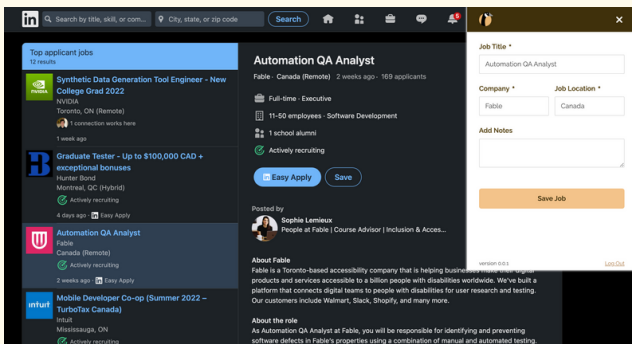 in
Search by title, skill, or com...
City, state, or zip code
Search
5
Top applicant jobs
12 results
NVIDIA
Synthetic Data Generation Tool Engineer - New
College Grad 2022
NVIDIA
Toronto, ON (Remote)
1 connection works here
1 week ago
Graduate Tester - Up to $100,000 CAD +
exceptional bonuses
Hunter Bond
Montreal, QC (Hybrid)
Actively recruiting
4 days ago · in Easy Apply
Automation QA Analyst
Fable
Canada (Remote)
Actively recruiting
2 weeks ago · in Easy Apply
INTUIT
Mobile Developer Co-op (Summer 2022 –
TurboTax Canada)
Intuit
Mississauga, ON
Actively recruiting
Automation QA Analyst
Fable · Canada (Remote) 2 weeks ago · 169 applicants
Full-time · Executive
11-50 employees · Software Development
1 school alumni
Actively recruiting
in Easy Apply
Save
Posted by
Sophie Lemieux
People at Fable | Course Advisor | Inclusion & Acces...
About Fable
Fable is a Toronto-based accessibility company that is helping businesses make their digital
products and services accessible to a billion people with disabilities worldwide. We've built a
platform that connects digital teams to people with disabilities for user research and testing.
Our customers include Walmart, Slack, Shopify, and many more.
About the role
As Automation QA Analyst at Fable, you will be responsible for identifying and preventing
software defects in Fable's properties using a combination of manual and automated testing.
Job Title *
Automation QA Analyst
Company *
Job Location *
Fable
Canada
Add Notes
Save Job
version 0.0.1
Log Out